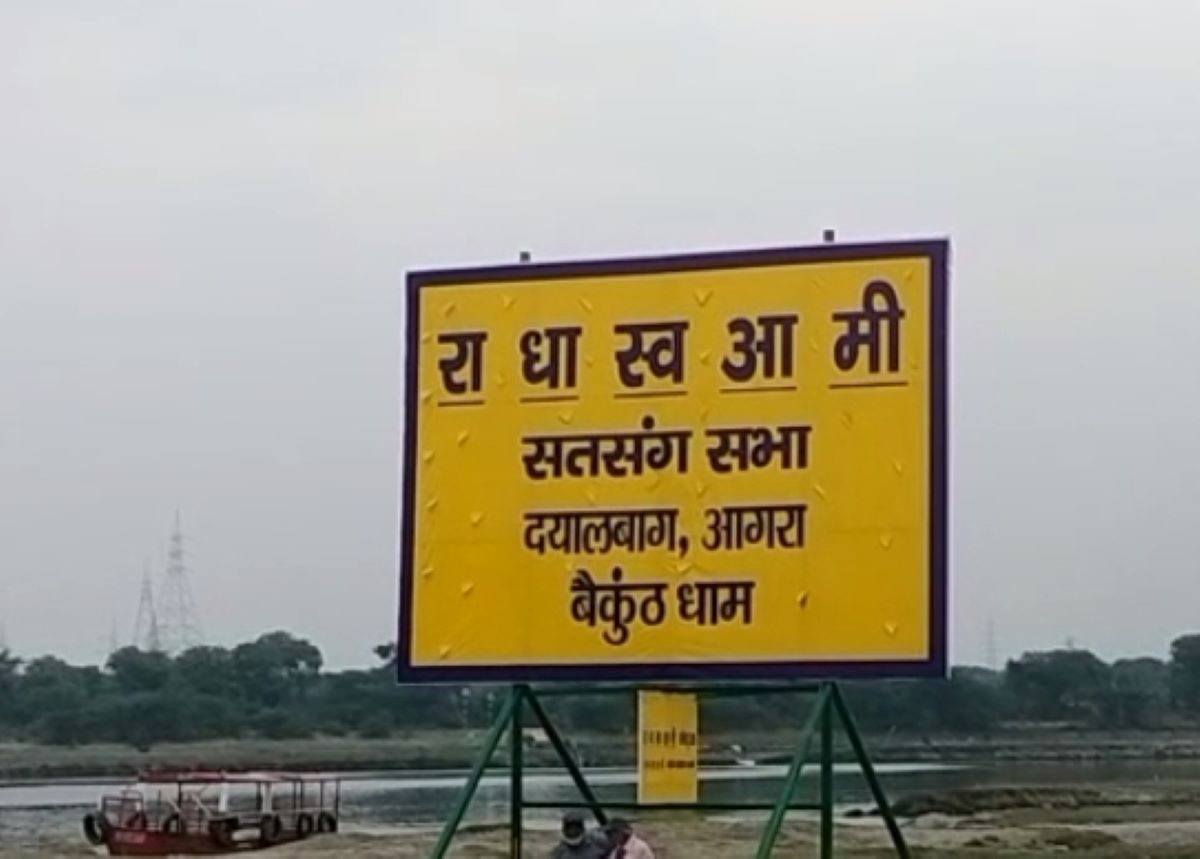 रा धा स्व आ मी
सतसंग सभा
दयालबाग, आगरा
बैकुंठ धाम